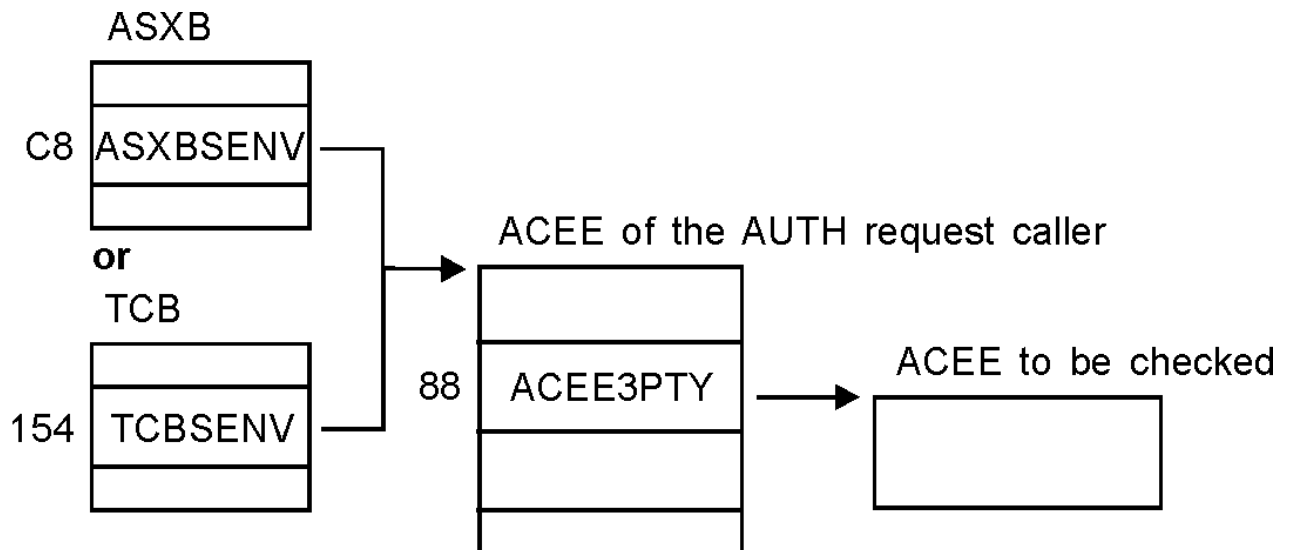 ASXB
C8
ASXBSENV
or
TCB
154
TCBSENV
ACEE of the AUTH request caller
88
ACEE3PTY
ACEE to be checked